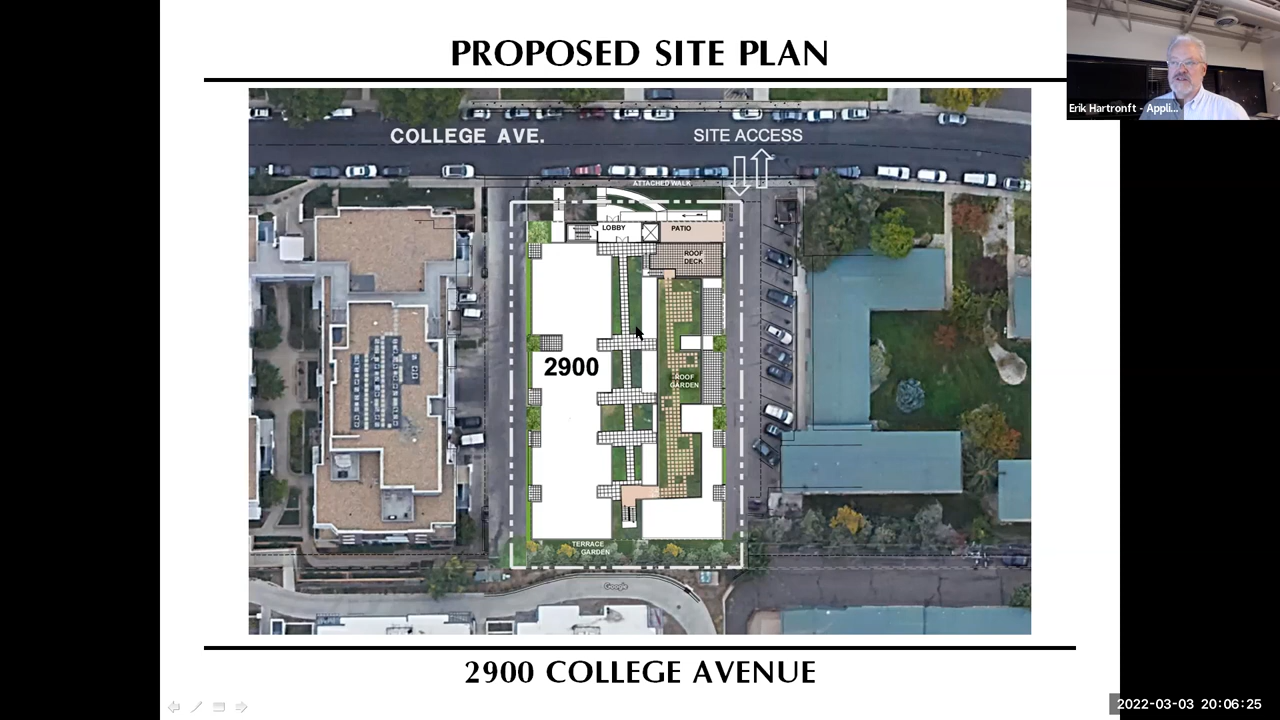 PROPOSED SITE PLAN
Erik Hartronft - Appli...
COLLEGE AVE.
SITE ACCESS
ATTACHED WALK
LOBBY
PATIO
ROOF
DECK
2900
ROOF
GARDEN
TERRACE
GARDEN
Google
2900 COLLEGE AVENUE
2022-03-03 20:06:25